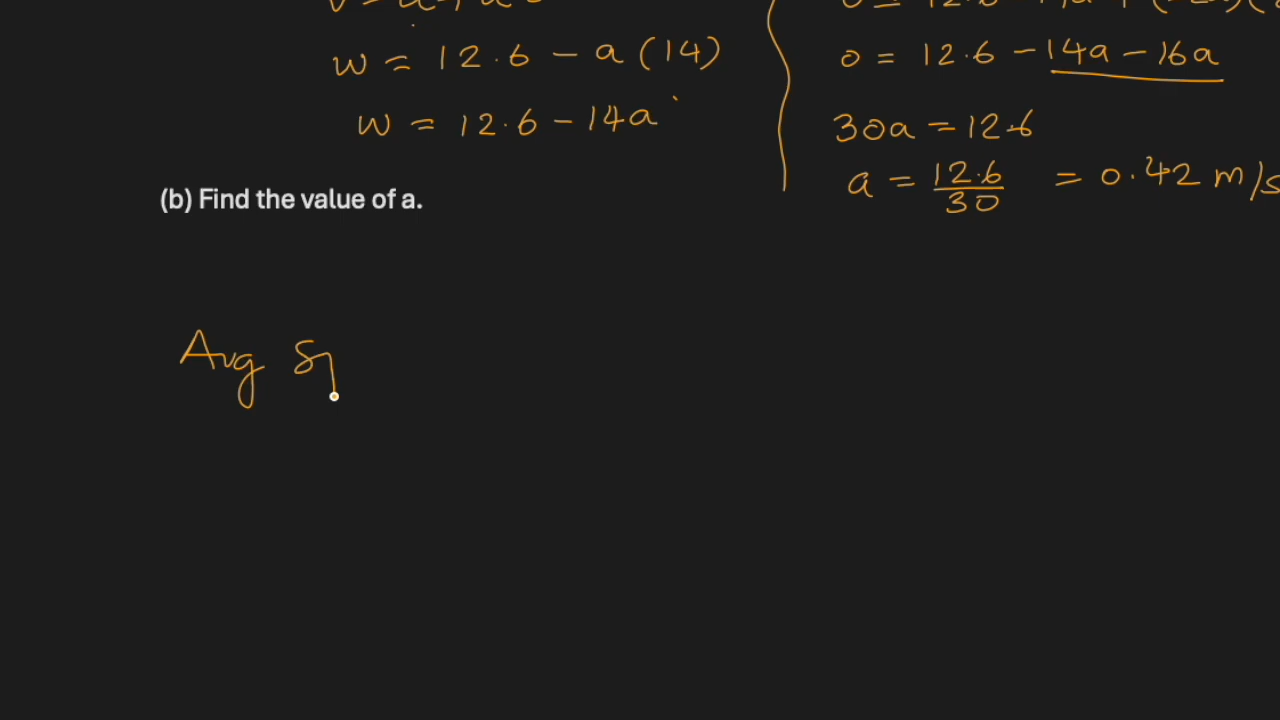 w = 12.6 - a (14)
w = 12.6 - 14a
0 = 12.6 - 14a - 16a
30a = 12.6
a = 12.6/30 = 0.42 m/s
(b) Find the value of a.
Avg